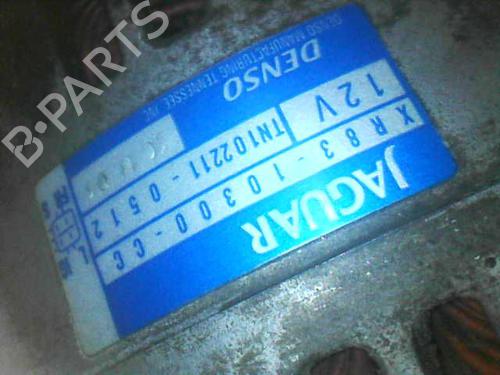 JAGUAR
XR83-10300-CC
12V
TN102211-0512
DENSO
DENSO MANUFACTURING TENNESSEE, INC.
L
B·PARTS